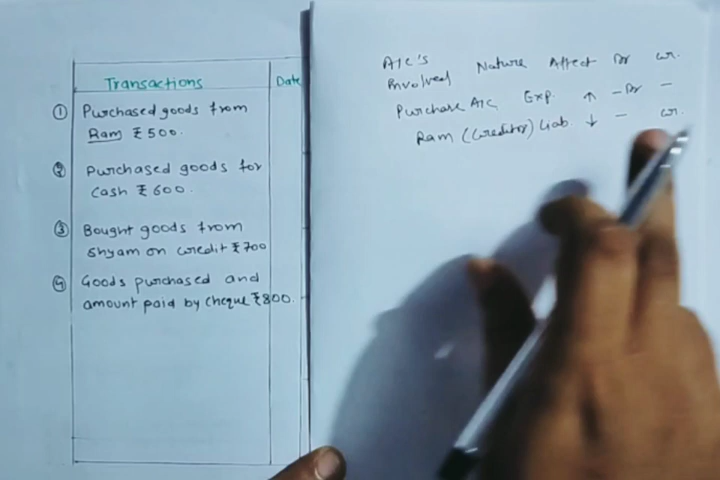 Transactions
Date
① Purchased goods from
Ram ₹500.
② Purchased goods for
Cash ₹600.
③ Bought goods from
Shyam on credit ₹700
④ Goods purchased and
amount paid by cheque ₹800.
A/c's
Involved Nature Affect Dr Cr.
Purchase A/c Exp. ↑ - Dr -
Ram (Creditor) Liab. ↓ - Cr.